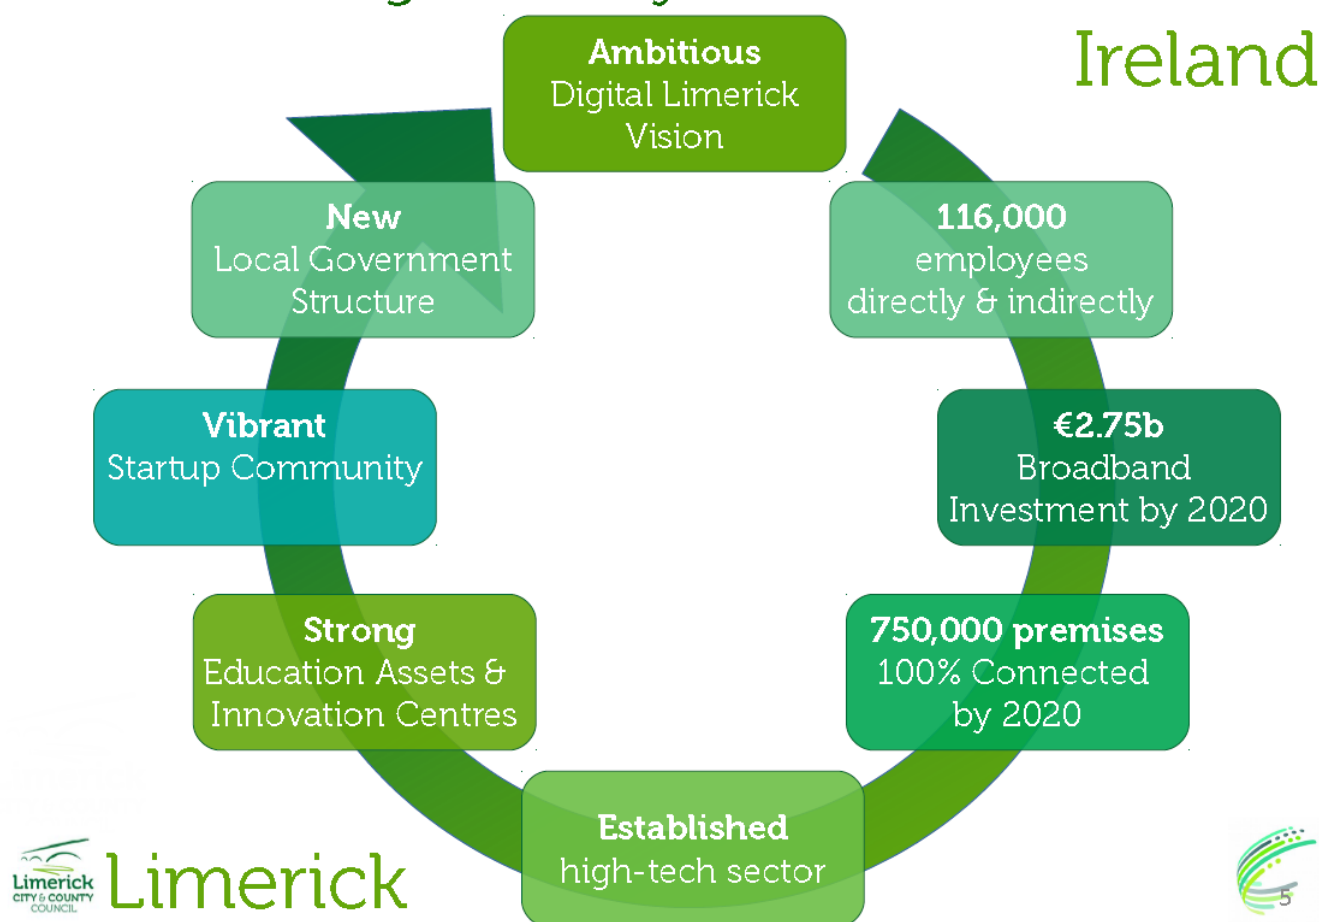 Ireland
Ambitious
Digital Limerick
Vision
116,000
employees
directly & indirectly
€2.75b
Broadband
Investment by 2020
750,000 premises
100% Connected
by 2020
Established
high-tech sector
Strong
Education Assets &
Innovation Centres
Vibrant
Startup Community
New
Local Government
Structure
Limerick
CITY & COUNTY
COUNCIL
Limerick
5